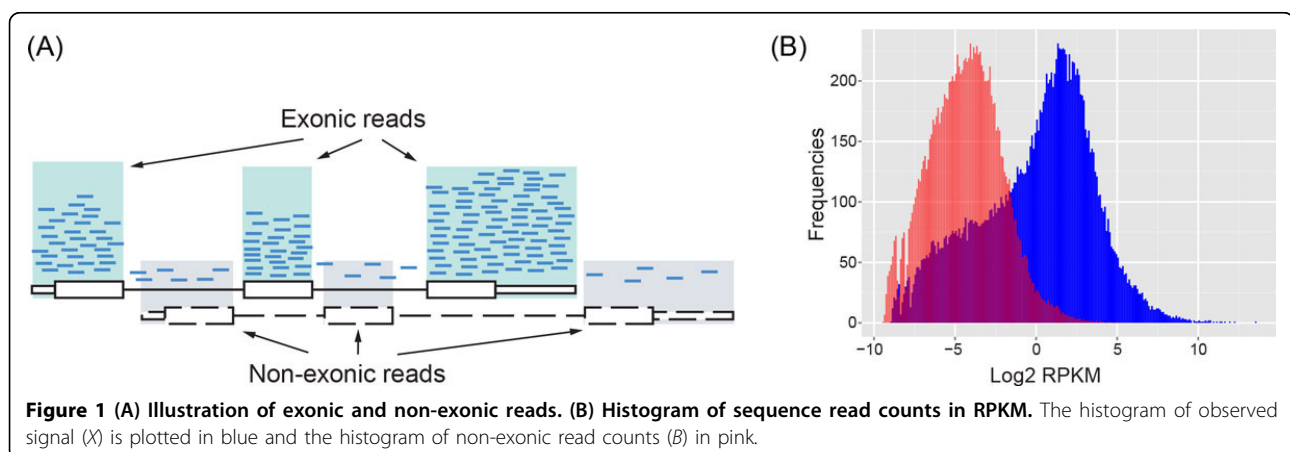 (A)
Exonic reads
Non-exonic reads
(B)
Frequencies
200
150
100
50
0
−10
−5
0
5
10
Log2 RPKM
Figure 1 (A) Illustration of exonic and non-exonic reads. (B) Histogram of sequence read counts in RPKM. The histogram of observed
signal (X) is plotted in blue and the histogram of non-exonic read counts (B) in pink.